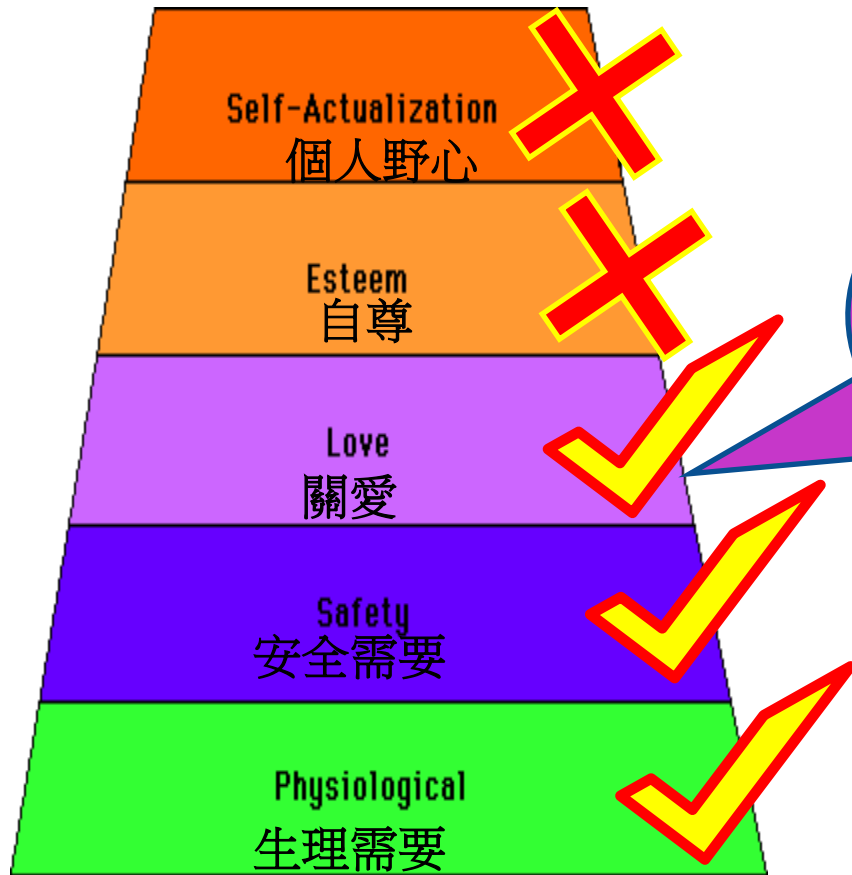 Self-Actualization
個人野心
Esteem
自尊
Love
關愛
Safety
安全需要
Physiological
生理需要